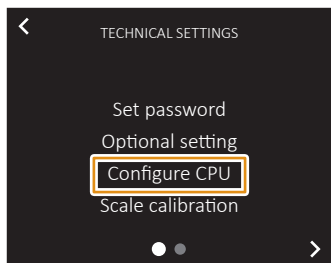 TECHNICAL SETTINGS
Set password
Optional setting
Configure CPU
Scale calibration